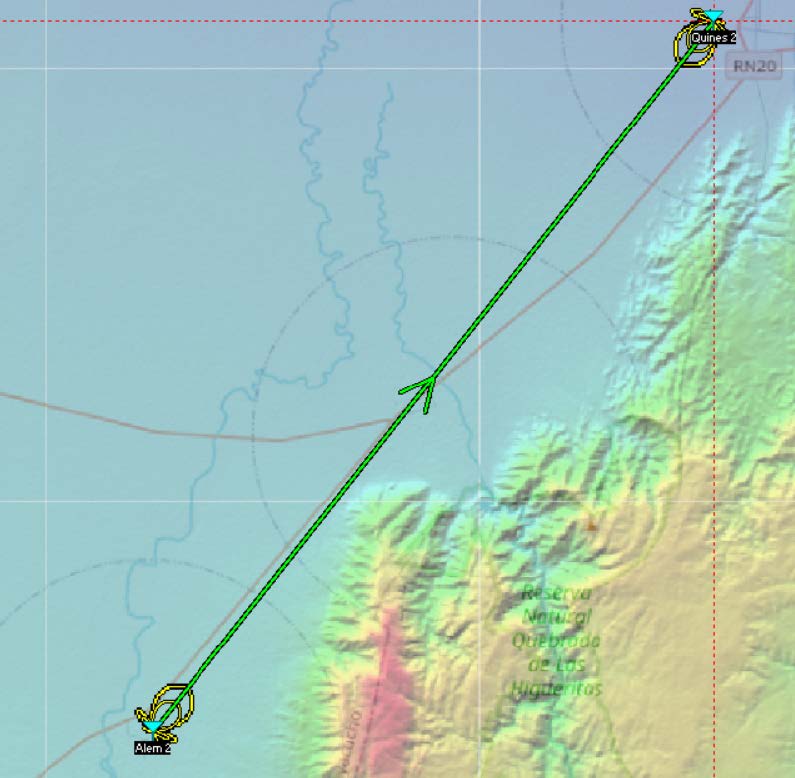 Quines 2
RN20
Reserva
Natural
Quebrada
de Las
Higueritas
Alem 2